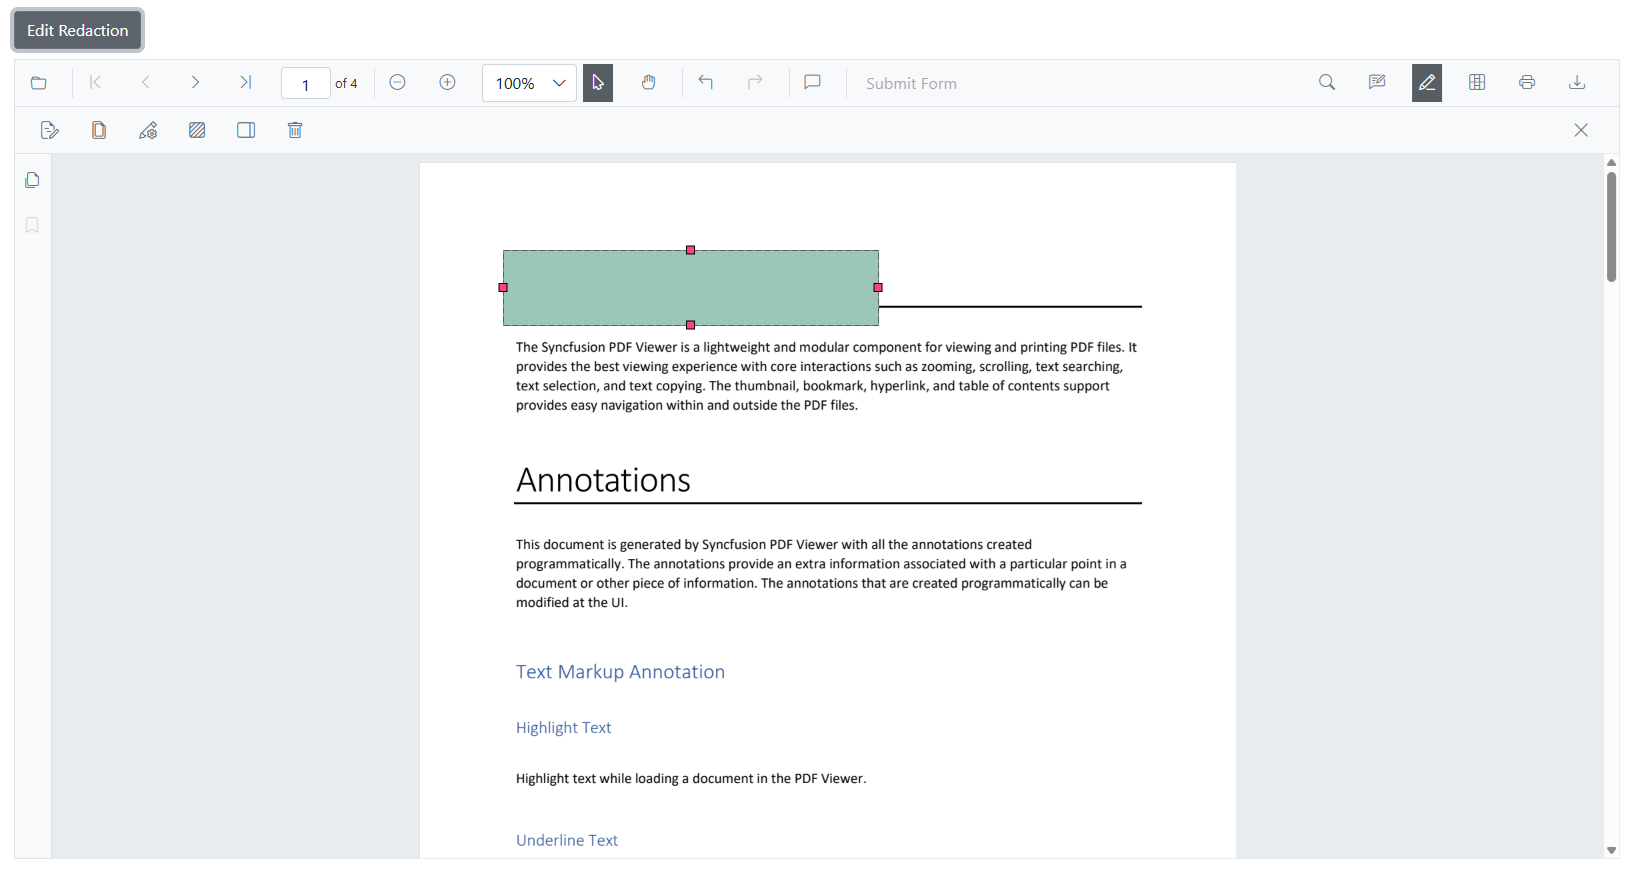 Edit Redaction
1 of 4 100% Submit Form
The Syncfusion PDF Viewer is a lightweight and modular component for viewing and printing PDF files. It
provides the best viewing experience with core interactions such as zooming, scrolling, text searching,
text selection, and text copying. The thumbnail, bookmark, hyperlink, and table of contents support
provides easy navigation within and outside the PDF files.
Annotations
This document is generated by Syncfusion PDF Viewer with all the annotations created
programmatically. The annotations provide an extra information associated with a particular point in a
document or other piece of information. The annotations that are created programmatically can be
modified at the UI.
Text Markup Annotation
Highlight Text
Highlight text while loading a document in the PDF Viewer.
Underline Text